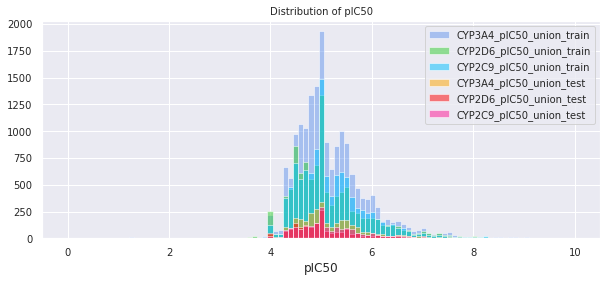 Distribution of pIC50
2000
1750
1500
1250
1000
750
500
250
0
CYP3A4_pIC50_union_train
CYP2D6_pIC50_union_train
CYP2C9_pIC50_union_train
CYP3A4_pIC50_union_test
CYP2D6_pIC50_union_test
CYP2C9_pIC50_union_test
0 2 4 6 8 10
pIC50